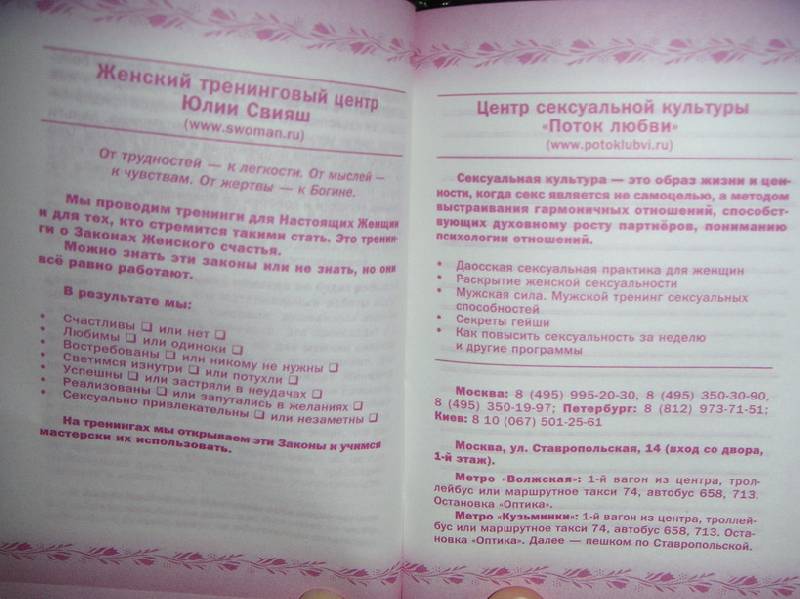 Женский тренинговый центр
Юлии Свияш
(www.swoman.ru)
От трудностей — к легкости. От мыслей —
к чувствам. От жертвы — к Богине.
Мы проводим тренинги для Настоящих Женщин
и для тех, кто стремится такими стать. Это тренин-
ги о Законах Женского счастья.
Можно знать эти законы или не знать, но они
всё равно работают.
В результате мы:
• Счастливы ❑ или нет ❑
• Любимы ❑ или одиноки ❑
• Востребованы ❑ или никому не нужны ❑
• Светимся изнутри ❑ или потухли ❑
• Успешны ❑ или застряли в неудачах ❑
• Реализованы ❑ или запутались в желаниях ❑
• Сексуально привлекательны ❑ или незаметны ❑
На тренингах мы открываем эти Законы и учимся
мастерски их использовать.
Центр сексуальной культуры
«Поток любви»
(www.potoklubvi.ru)
Сексуальная культура — это образ жизни и цен-
ности, когда секс является не самоцелью, а методом
выстраивания гармоничных отношений, способст-
вующих духовному росту партнёров, пониманию
психологии отношений.
• Даосская сексуальная практика для женщин
• Раскрытие женской сексуальности
• Мужская сила. Мужской тренинг сексуальных
способностей
• Секреты гейши
• Как повысить сексуальность за неделю
и другие программы
Москва: 8 (495) 995-20-30, 8 (495) 350-30-90,
8 (495) 350-19-97; Петербург: 8 (812) 973-71-51;
Киев: 8 10 (067) 501-25-61
Москва, ул. Ставропольская, 14 (вход со двора,
1-й этаж).
Метро «Волжская»: 1-й вагон из центра, трол-
лейбус или маршрутное такси 74, автобус 658, 713.
Остановка «Оптика».
Метро «Кузьминки»: 1-й вагон из центра, троллей-
бус или маршрутное такси 74, автобус 658, 713. Оста-
новка «Оптика». Далее — пешком по Ставропольской.